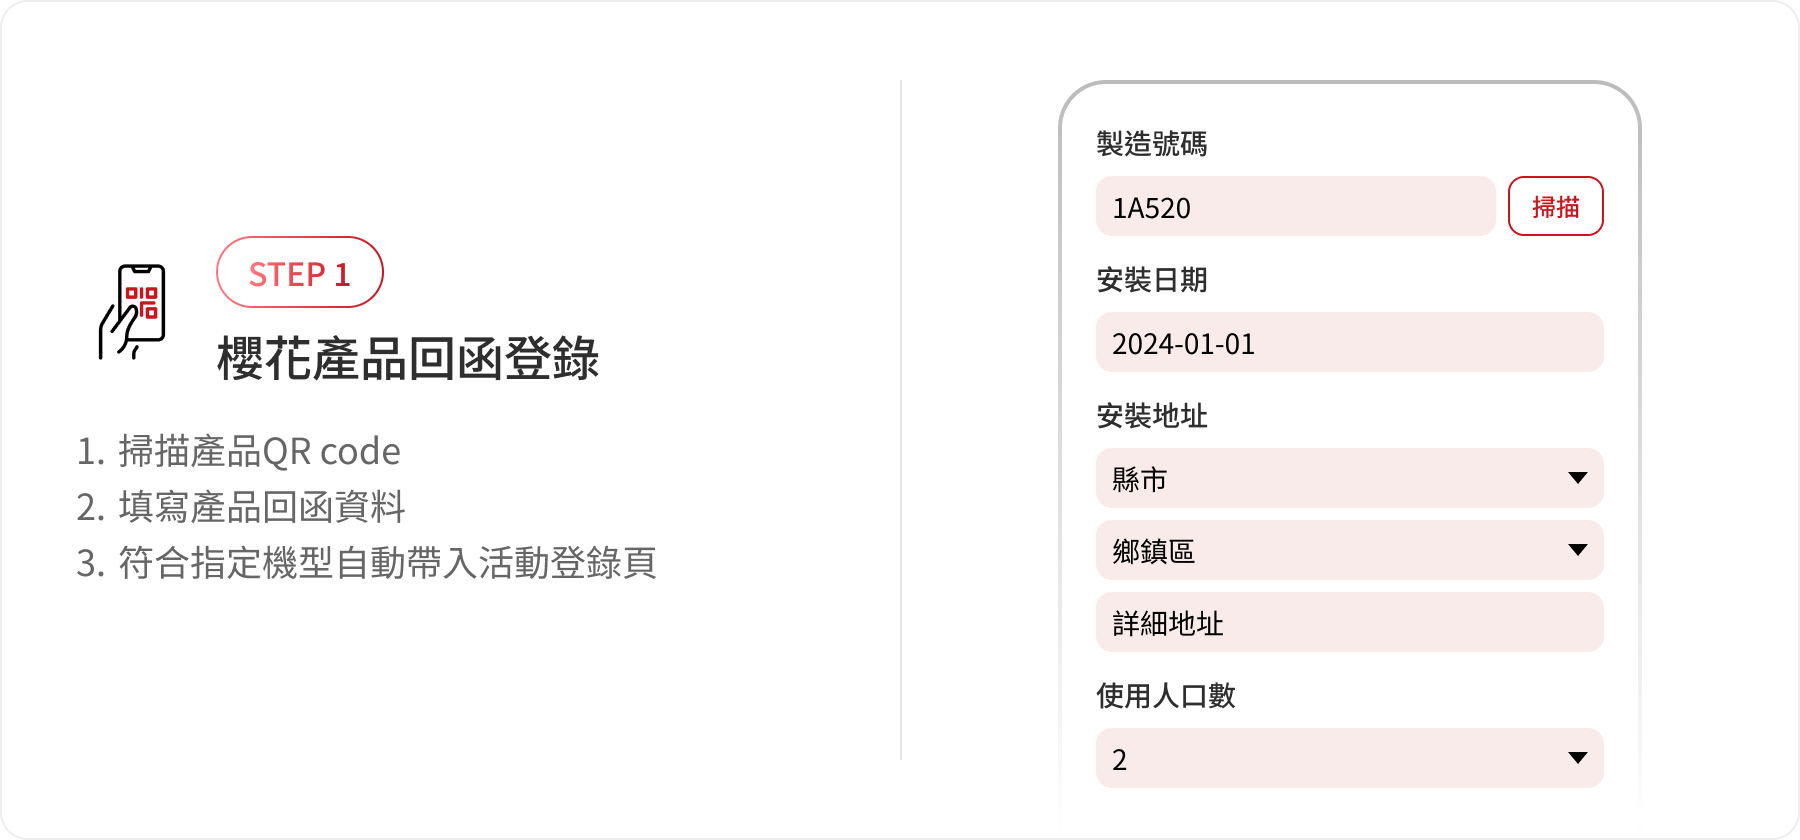 STEP 1
櫻花產品回函登錄
1. 掃描產品QR code
2. 填寫產品回函資料
3. 符合指定機型自動帶入活動登錄頁
製造號碼
1A520
掃描
安裝日期
2024-01-01
安裝地址
縣市
鄉鎮區
詳細地址
使用人口數
2